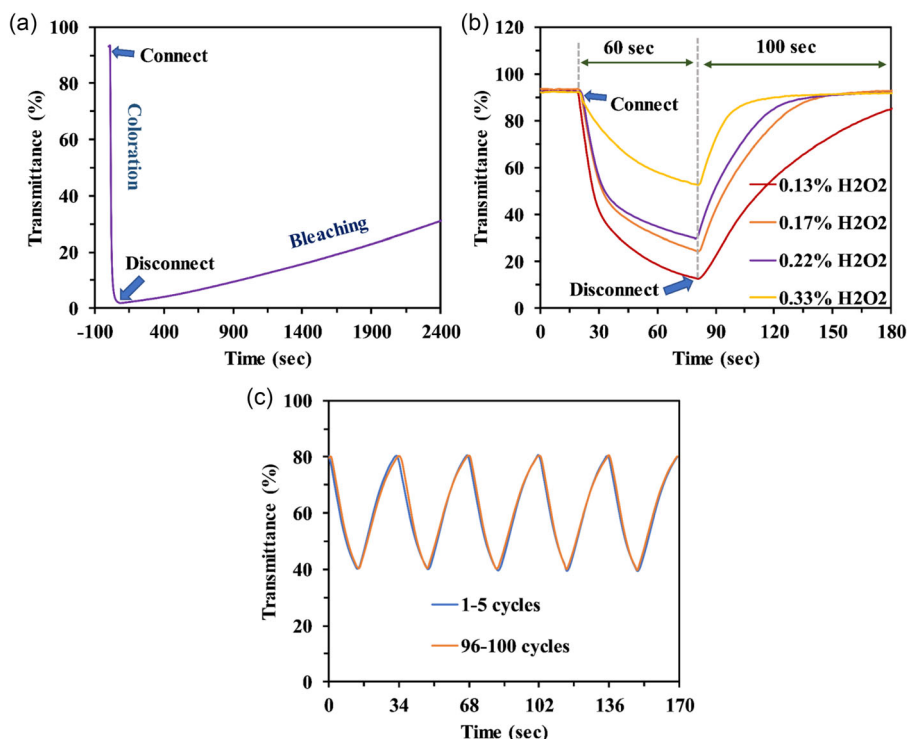 (a)
100
80
60
40
20
0
Transmittance (%)
Connect
Coloration
Disconnect
Bleaching
-100 400 900 1400 1900 2400
Time (sec)
(b)
120
100
80
60
40
20
0
Transmittance (%)
60 sec
100 sec
Connect
Disconnect
0.13% H2O2
0.17% H2O2
0.22% H2O2
0.33% H2O2
0 30 60 90 120 150 180
Time (sec)
(c)
100
80
60
40
20
0
Transmittance (%)
1-5 cycles
96-100 cycles
0 34 68 102 136 170
Time (sec)